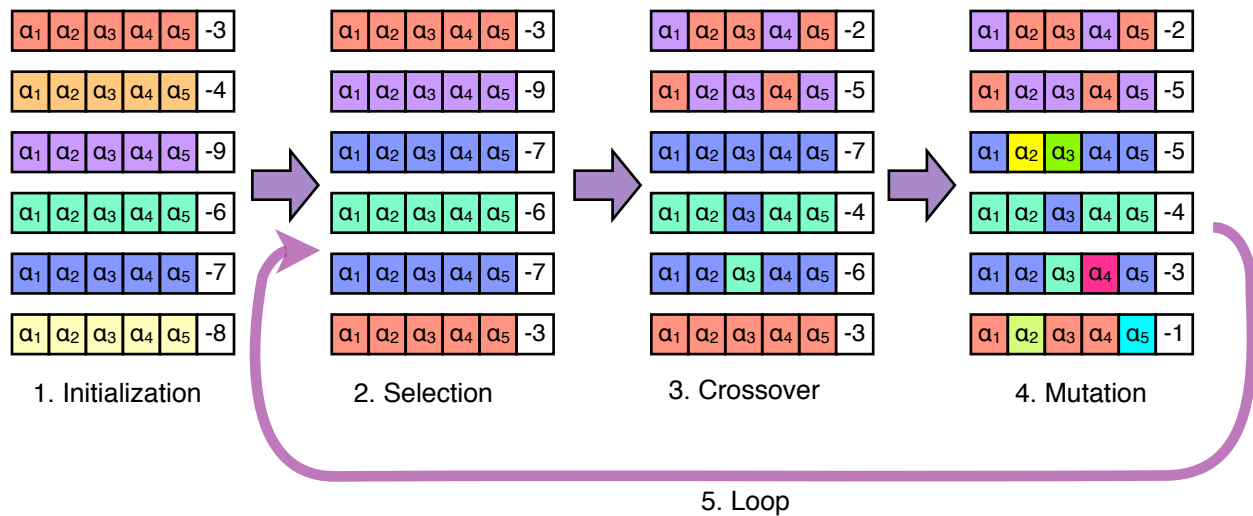 α₁ α₂ α₃ α₄ α₅ -3
α₁ α₂ α₃ α₄ α₅ -4
α₁ α₂ α₃ α₄ α₅ -9
α₁ α₂ α₃ α₄ α₅ -6
α₁ α₂ α₃ α₄ α₅ -7
α₁ α₂ α₃ α₄ α₅ -8
1. Initialization
α₁ α₂ α₃ α₄ α₅ -3
α₁ α₂ α₃ α₄ α₅ -9
α₁ α₂ α₃ α₄ α₅ -7
α₁ α₂ α₃ α₄ α₅ -6
α₁ α₂ α₃ α₄ α₅ -7
α₁ α₂ α₃ α₄ α₅ -3
2. Selection
α₁ α₂ α₃ α₄ α₅ -2
α₁ α₂ α₃ α₄ α₅ -5
α₁ α₂ α₃ α₄ α₅ -7
α₁ α₂ α₃ α₄ α₅ -4
α₁ α₂ α₃ α₄ α₅ -6
α₁ α₂ α₃ α₄ α₅ -3
3. Crossover
α₁ α₂ α₃ α₄ α₅ -2
α₁ α₂ α₃ α₄ α₅ -5
α₁ α₂ α₃ α₄ α₅ -5
α₁ α₂ α₃ α₄ α₅ -4
α₁ α₂ α₃ α₄ α₅ -3
α₁ α₂ α₃ α₄ α₅ -1
4. Mutation
5. Loop